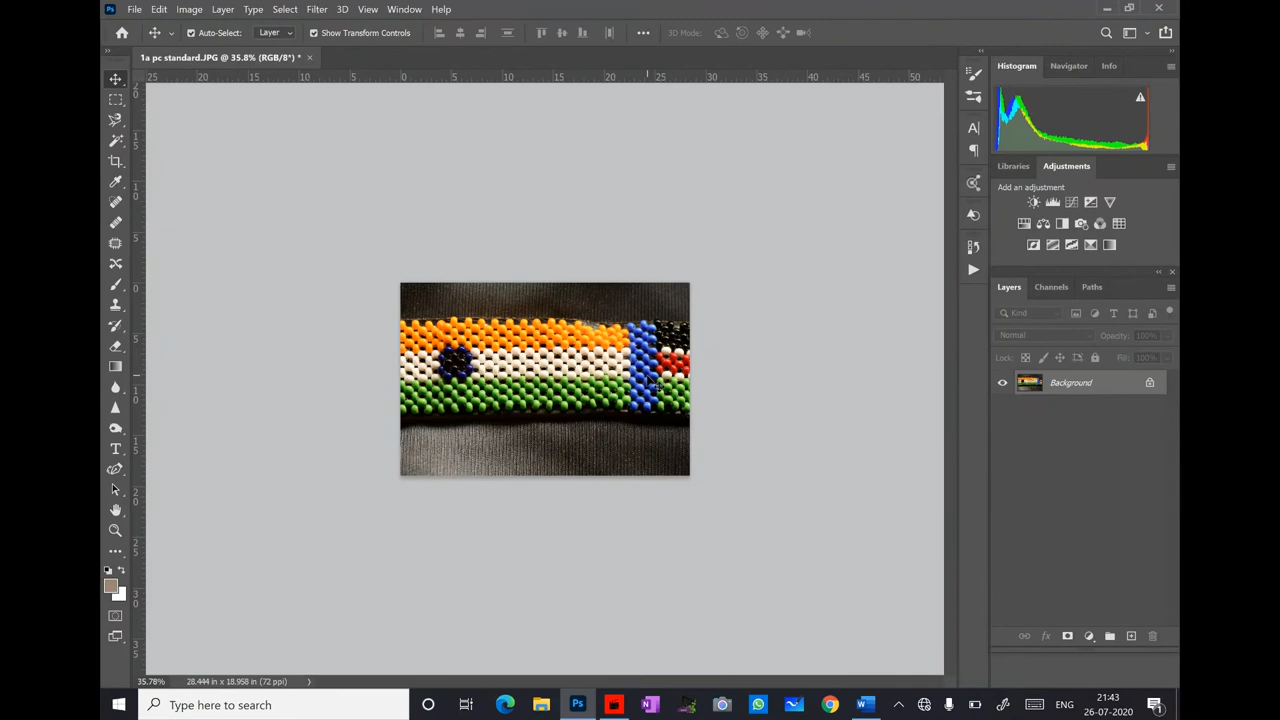 Ps File Edit Image Layer Type Select Filter 3D View Window Help
Auto-Select: Layer Show Transform Controls 3D Mode:
1a pc standard.JPG @ 35.8% (RGB/8*) * ×
25 20 15 10 5 0 5 10 15 20 25 30 35 40 45 50
Histogram Navigator Info
Libraries Adjustments
Add an adjustment
Layers Channels Paths
Kind
Normal Opacity: 100%
Lock: Fill: 100%
Background
35.78% 28.444 in x 18.958 in (72 ppi)
Type here to search
ENG
21:43
26-07-2020
1